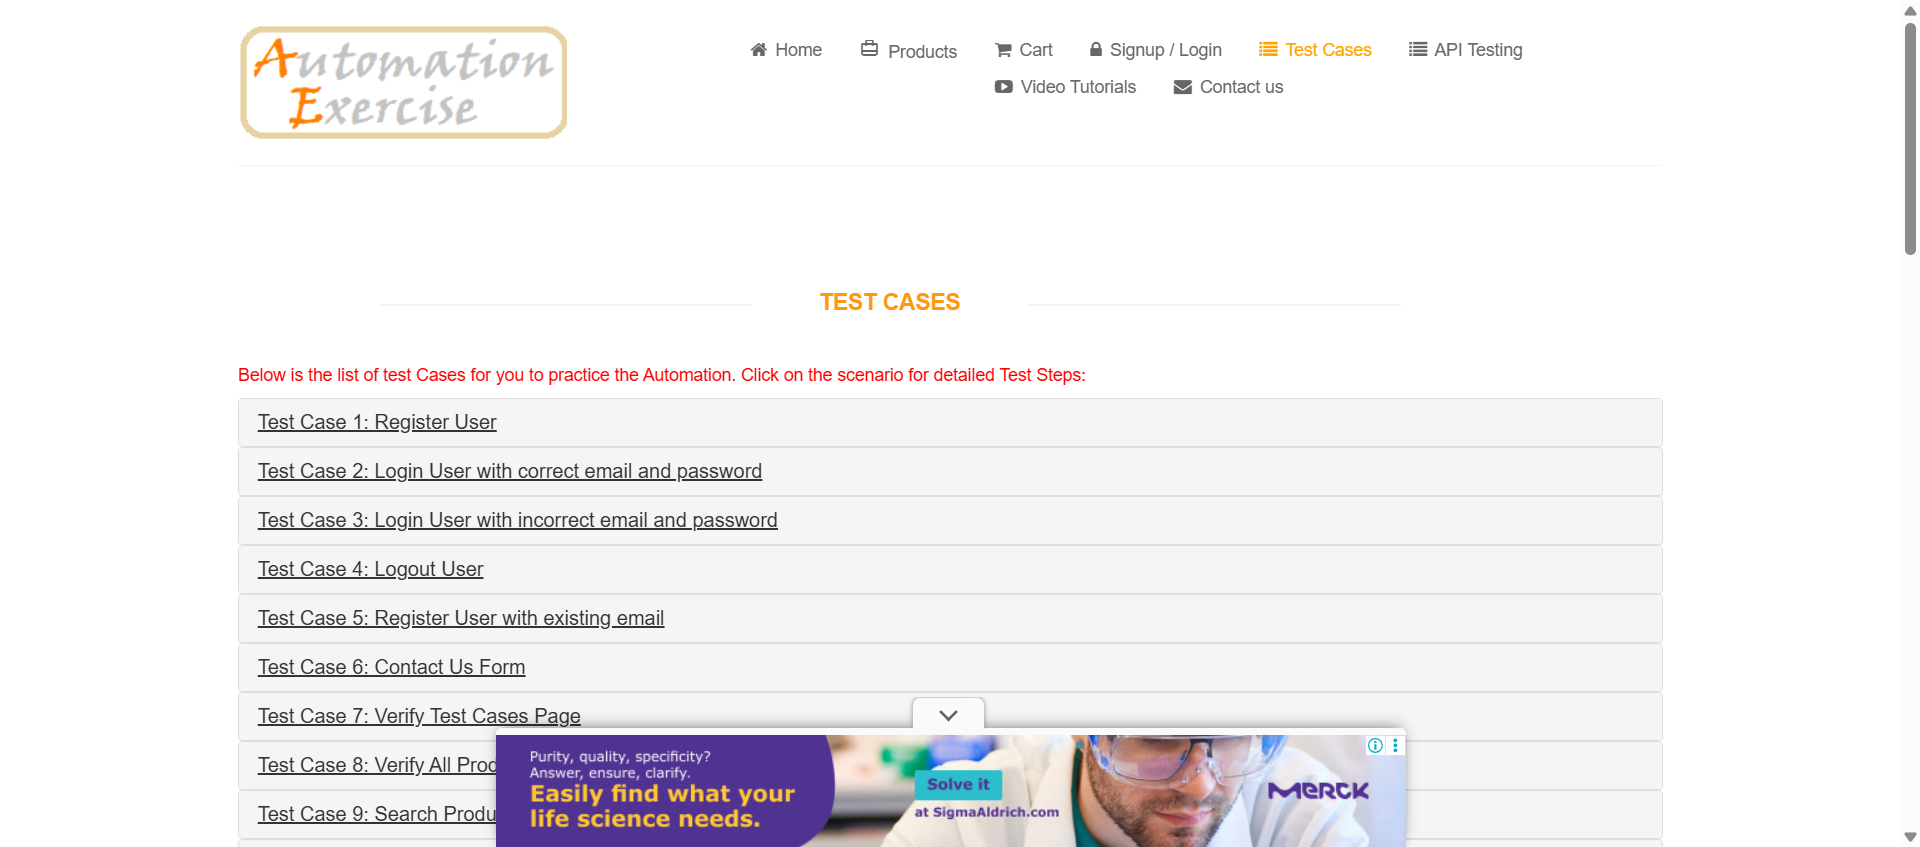 Automation
Exercise
Home
Products
Cart
Signup / Login
Test Cases
API Testing
Video Tutorials
Contact us
TEST CASES
Below is the list of test Cases for you to practice the Automation. Click on the scenario for detailed Test Steps:
Test Case 1: Register User
Test Case 2: Login User with correct email and password
Test Case 3: Login User with incorrect email and password
Test Case 4: Logout User
Test Case 5: Register User with existing email
Test Case 6: Contact Us Form
Test Case 7: Verify Test Cases Page
Test Case 8: Verify All Prod
Test Case 9: Search Produ
Purity, quality, specificity?
Answer, ensure, clarify.
Easily find what your
life science needs.
Solve it
at SigmaAldrich.com
MERCK